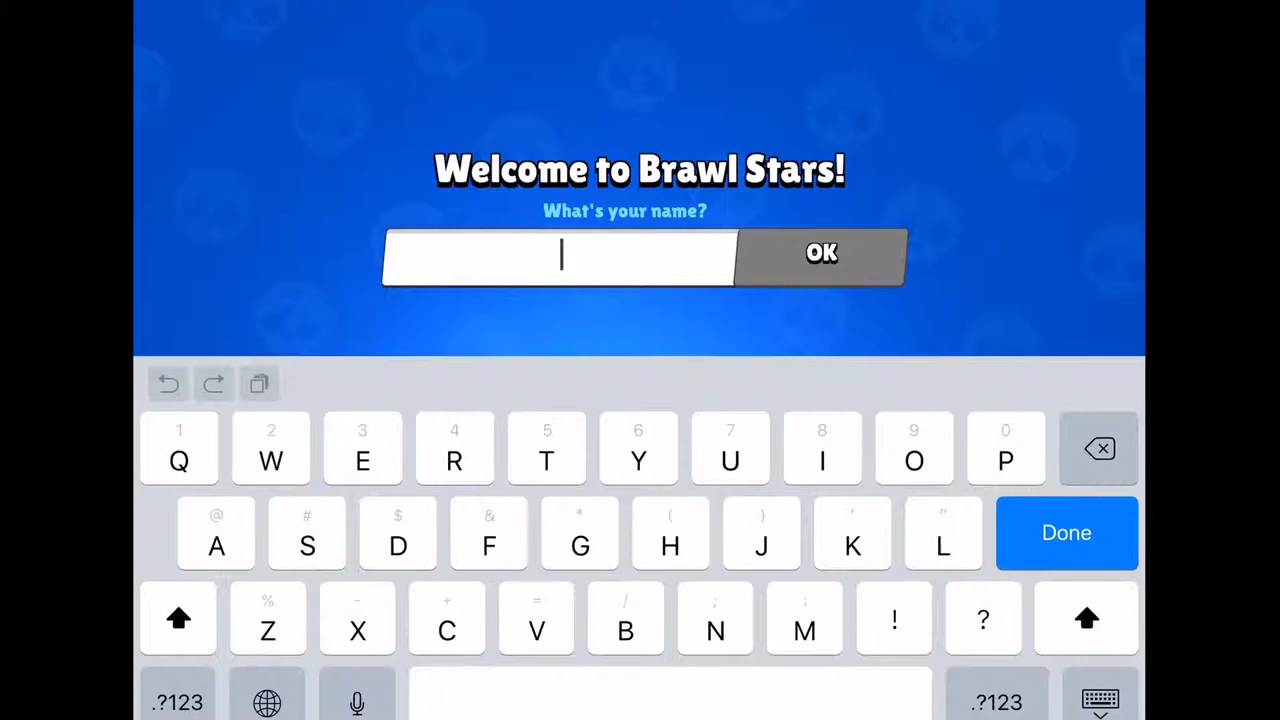 Welcome to Brawl Stars!
What's your name?
OK
1 2 3 4 5 6 7 8 9 0
Q W E R T Y U I O P
@ # $ & * ( ) ' "
A S D F G H J K L Done
% - + = / ; :
Z X C V B N M ! ?
.?123 .?123